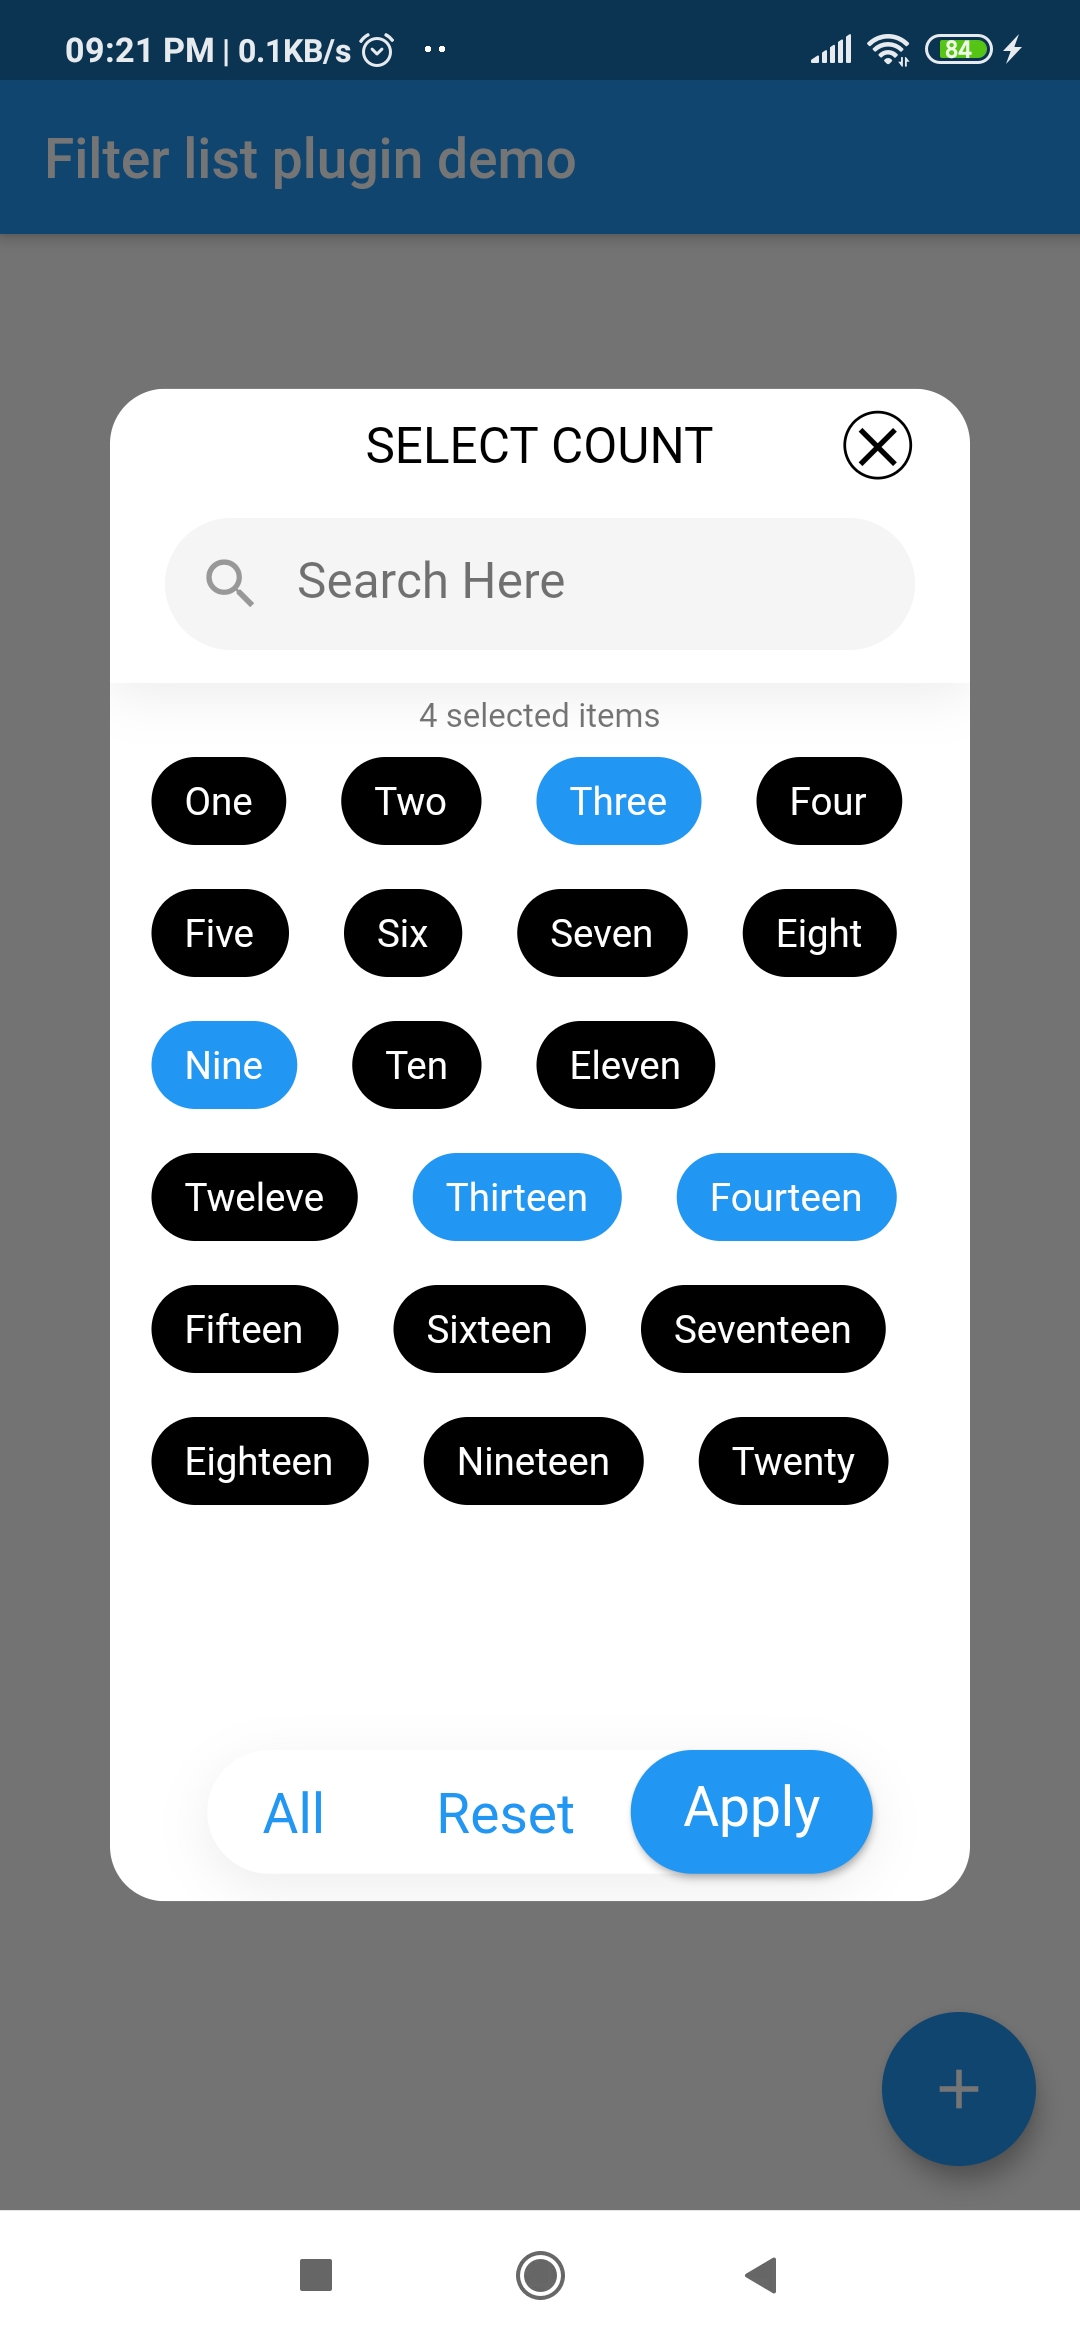 09:21 PM | 0.1KB/s
84
Filter list plugin demo
SELECT COUNT
Search Here
4 selected items
One Two Three Four
Five Six Seven Eight
Nine Ten Eleven
Tweleve Thirteen Fourteen
Fifteen Sixteen Seventeen
Eighteen Nineteen Twenty
All Reset Apply